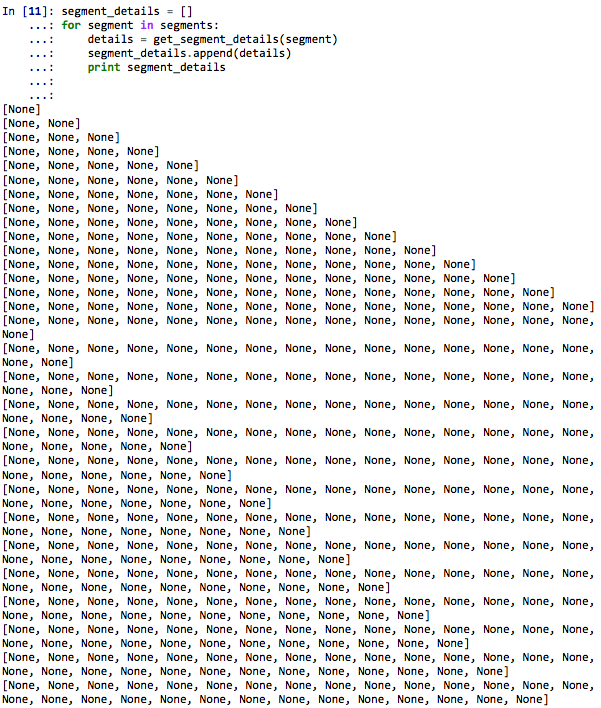 In [11]: segment_details = []
    ...: for segment in segments:
    ...:     details = get_segment_details(segment)
    ...:     segment_details.append(details)
    ...:     print segment_details
    ...:
    ...:
[None]
[None, None]
[None, None, None]
[None, None, None, None]
[None, None, None, None, None]
[None, None, None, None, None, None]
[None, None, None, None, None, None, None]
[None, None, None, None, None, None, None, None]
[None, None, None, None, None, None, None, None, None]
[None, None, None, None, None, None, None, None, None, None]
[None, None, None, None, None, None, None, None, None, None, None]
[None, None, None, None, None, None, None, None, None, None, None, None]
[None, None, None, None, None, None, None, None, None, None, None, None, None]
[None, None, None, None, None, None, None, None, None, None, None, None, None, None]
[None, None, None, None, None, None, None, None, None, None, None, None, None, None, None]
[None, None, None, None, None, None, None, None, None, None, None, None, None, None, None,
None]
[None, None, None, None, None, None, None, None, None, None, None, None, None, None, None,
None, None]
[None, None, None, None, None, None, None, None, None, None, None, None, None, None, None,
None, None, None]
[None, None, None, None, None, None, None, None, None, None, None, None, None, None, None,
None, None, None, None]
[None, None, None, None, None, None, None, None, None, None, None, None, None, None, None,
None, None, None, None, None]
[None, None, None, None, None, None, None, None, None, None, None, None, None, None, None,
None, None, None, None, None, None]
[None, None, None, None, None, None, None, None, None, None, None, None, None, None, None,
None, None, None, None, None, None, None]
[None, None, None, None, None, None, None, None, None, None, None, None, None, None, None,
None, None, None, None, None, None, None, None]
[None, None, None, None, None, None, None, None, None, None, None, None, None, None, None,
None, None, None, None, None, None, None, None, None]
[None, None, None, None, None, None, None, None, None, None, None, None, None, None, None,
None, None, None, None, None, None, None, None, None, None]
[None, None, None, None, None, None, None, None, None, None, None, None, None, None, None,
None, None, None, None, None, None, None, None, None, None, None]
[None, None, None, None, None, None, None, None, None, None, None, None, None, None, None,
None, None, None, None, None, None, None, None, None, None, None, None]
[None, None, None, None, None, None, None, None, None, None, None, None, None, None, None,
None, None, None, None, None, None, None, None, None, None, None, None, None]
[None, None, None, None, None, None, None, None, None, None, None, None, None, None, None,
None, None, None, None, None, None, None, None, None, None, None, None, None, None]